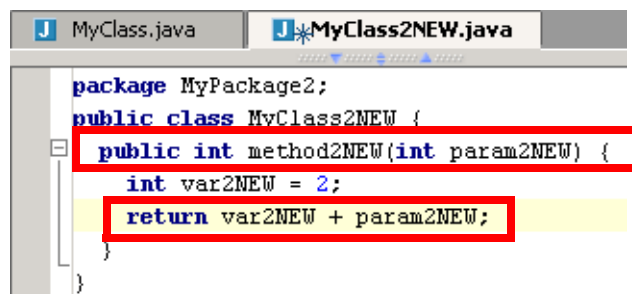 J MyClass.java J MyClass2NEW.java
package MyPackage2;
public class MyClass2NEW {
public int method2NEW(int param2NEW) {
int var2NEW = 2;
return var2NEW + param2NEW;
}
}